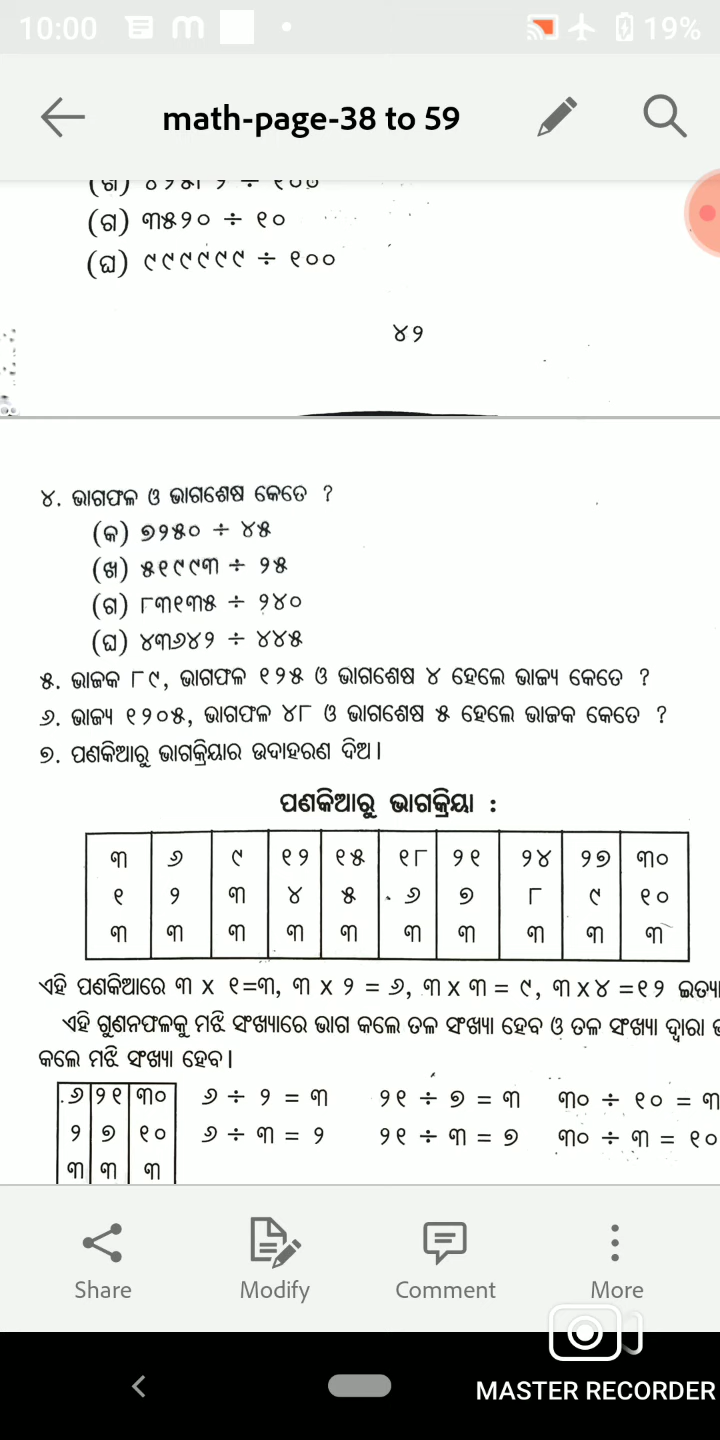 10:00 19%
math-page-38 to 59
(ଗ) ୩୫୨୦ ÷ ୧୦
(ଘ) ୯୯୯୯୯୯ ÷ ୧୦୦
୪୨
୪. ଭାଗଫଳ ଓ ଭାଗଶେଷ କେତେ ?
(କ) ୭୨୫୦ ÷ ୪୫
(ଖ) ୫୧୯୯୩ ÷ ୨୫
(ଗ) ୮୩୧୩୫ ÷ ୨୪୦
(ଘ) ୪୩୬୪୨ ÷ ୪୪୫
୫. ଭାଜକ ୮୯, ଭାଗଫଳ ୧୨୫ ଓ ଭାଗଶେଷ ୪ ହେଲେ ଭାଜ୍ୟ କେତେ ?
୬. ଭାଜ୍ୟ ୧୨୦୫, ଭାଗଫଳ ୪୮ ଓ ଭାଗଶେଷ ୫ ହେଲେ ଭାଜକ କେତେ ?
୭. ପଣକିଆରୁ ଭାଗକ୍ରିୟାର ଉଦାହରଣ ଦିଅ।
ପଣକିଆରୁ ଭାଗକ୍ରିୟା :
୩ ୬ ୯ ୧୨ ୧୫ ୧୮ ୨୧ ୨୪ ୨୭ ୩୦
୧ ୨ ୩ ୪ ୫ ୬ ୭ ୮ ୯ ୧୦
୩ ୩ ୩ ୩ ୩ ୩ ୩ ୩ ୩ ୩
ଏହି ପଣକିଆରେ ୩ x ୧=୩, ୩ x ୨ = ୬, ୩ x ୩ = ୯, ୩ x ୪ =୧୨
ଏହି ଗୁଣନଫଳକୁ ମଝି ସଂଖ୍ୟାରେ ଭାଗ କଲେ ତଳ ସଂଖ୍ୟା ହେବ ଓ ତଳ ସଂଖ୍ୟା ଦ୍ୱାରା
କଲେ ମଝି ସଂଖ୍ୟା ହେବ।
୬ ୨୧ ୩୦ ୬ ÷ ୨ = ୩ ୨୧ ÷ ୭ = ୩ ୩୦ ÷ ୧୦ = ୩
୨ ୭ ୧୦ ୬ ÷ ୩ = ୨ ୨୧ ÷ ୩ = ୭ ୩୦ ÷ ୩ = ୧୦
୩ ୩ ୩
Share Modify Comment More
MASTER RECORDER